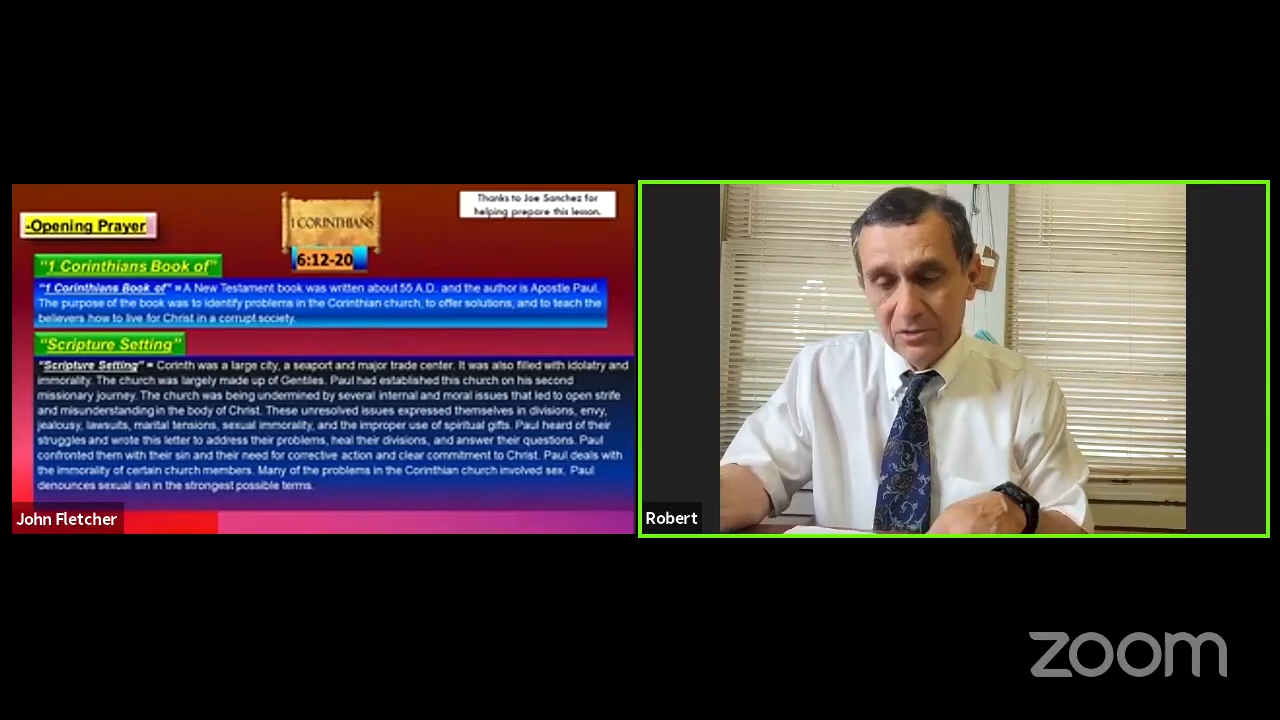 Thanks to Joe Sanchez for
helping prepare this lesson.
-Opening Prayer
1 CORINTHIANS
6:12-20
"1 Corinthians Book of"
"1 Corinthians Book of" = A New Testament book was written about 55 A.D. and the author is Apostle Paul.
The purpose of the book was to identify problems in the Corinthian church, to offer solutions, and to teach the
believers how to live for Christ in a corrupt society.
"Scripture Setting"
"Scripture Setting" = Corinth was a large city, a seaport and major trade center. It was also filled with idolatry and
immorality. The church was largely made up of Gentiles. Paul had established this church on his second
missionary journey. The church was being undermined by several internal and moral issues that led to open strife
and misunderstanding in the body of Christ. These unresolved issues expressed themselves in divisions, envy,
jealousy, lawsuits, marital tensions, sexual immorality, and the improper use of spiritual gifts. Paul heard of their
struggles and wrote this letter to address their problems, heal their divisions, and answer their questions. Paul
confronted them with their sin and their need for corrective action and clear commitment to Christ. Paul deals with
the immorality of certain church members. Many of the problems in the Corinthian church involved sex. Paul
denounces sexual sin in the strongest possible terms.
John Fletcher
Robert
zoom